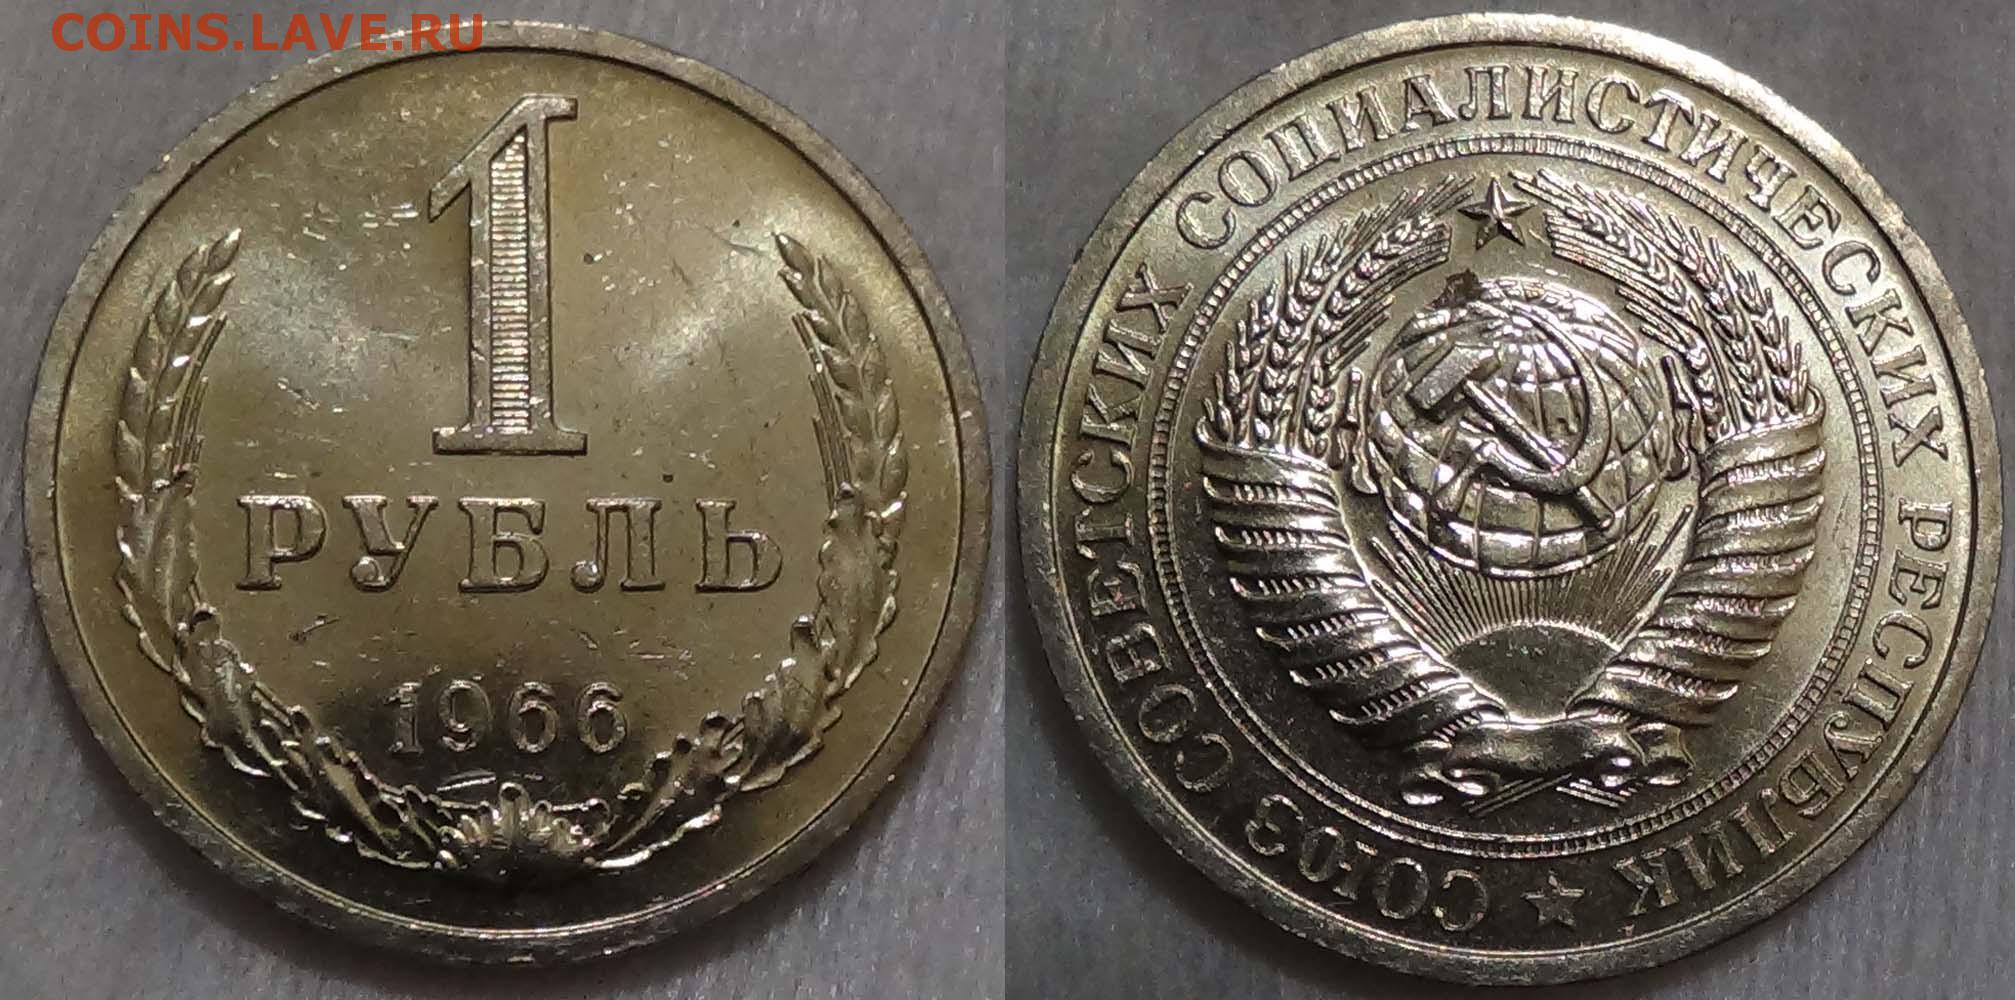 COINS.LAVE.RU
1
РУБЛЬ
1966
СОЮЗ СОВЕТСКИХ СОЦИАЛИСТИЧЕСКИХ РЕСПУБЛИК